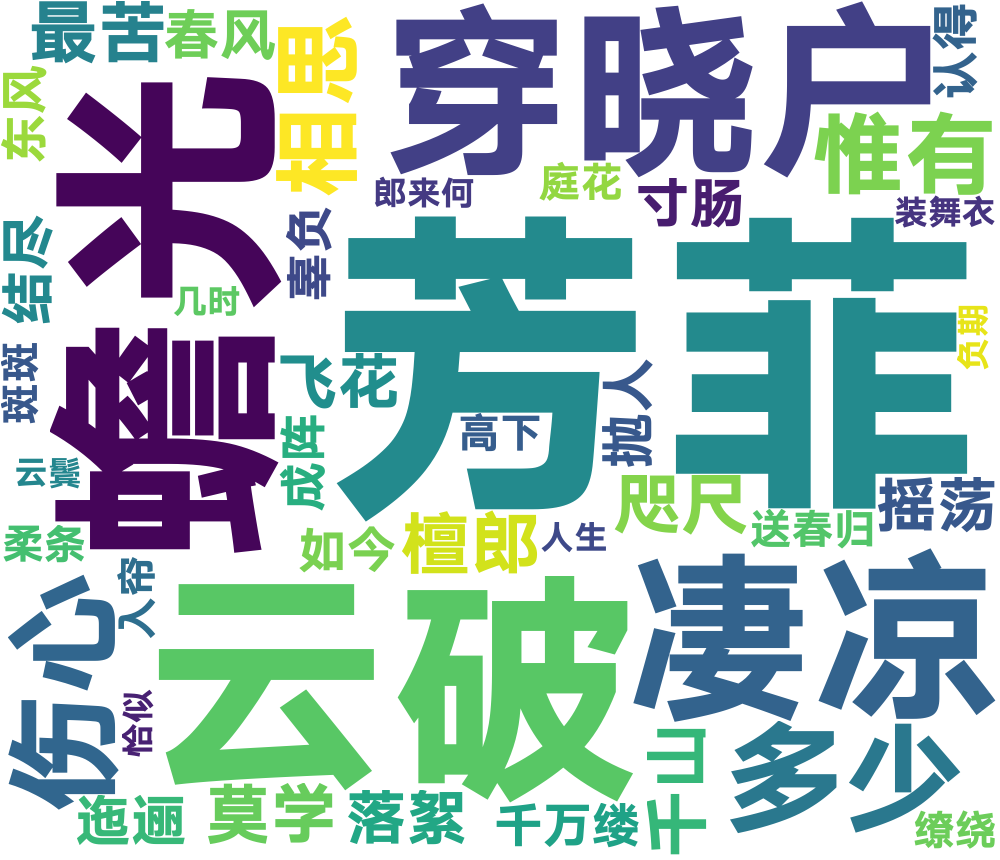 最苦
春风
相思
穿晓户
认得
东风
蟾光
惟有
郎来何
庭花
寸肠
装舞衣
结尽
辜负
芳菲
几时
负期
斑斑
飞花
抛人
高下
成阵
云鬓
咫尺
摇荡
柔条
如今
檀郎
人生
送春归
入帘
伤心
云破
凄凉
恰似
千山
多少
迤逦
莫学
落絮
千万缕
缭绕